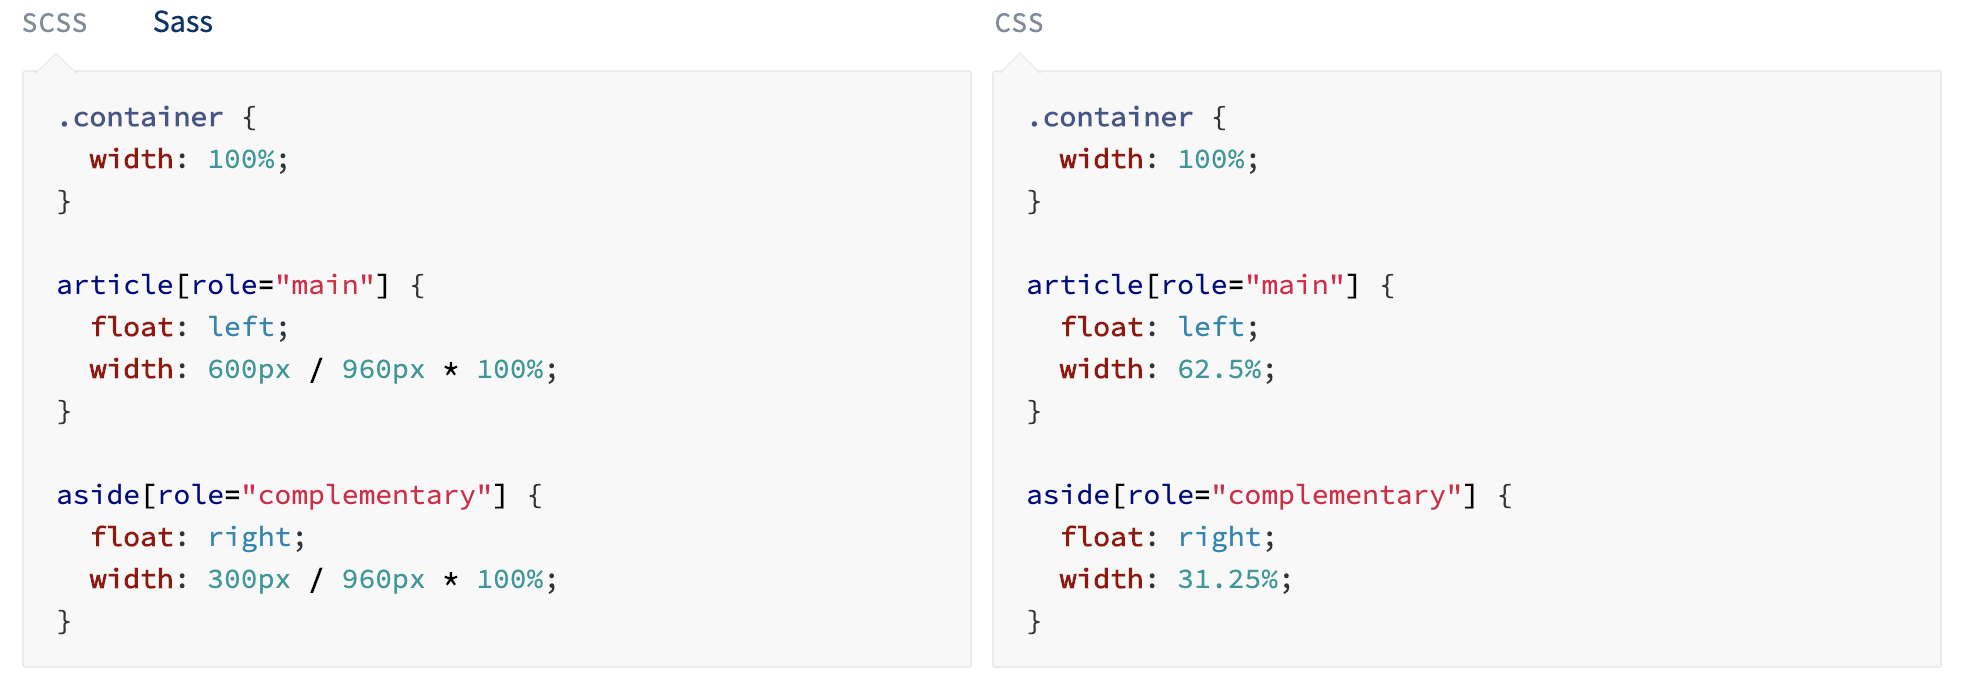 SCSS Sass
.container {
  width: 100%;
}

article[role="main"] {
  float: left;
  width: 600px / 960px * 100%;
}

aside[role="complementary"] {
  float: right;
  width: 300px / 960px * 100%;
}
CSS
.container {
  width: 100%;
}

article[role="main"] {
  float: left;
  width: 62.5%;
}

aside[role="complementary"] {
  float: right;
  width: 31.25%;
}